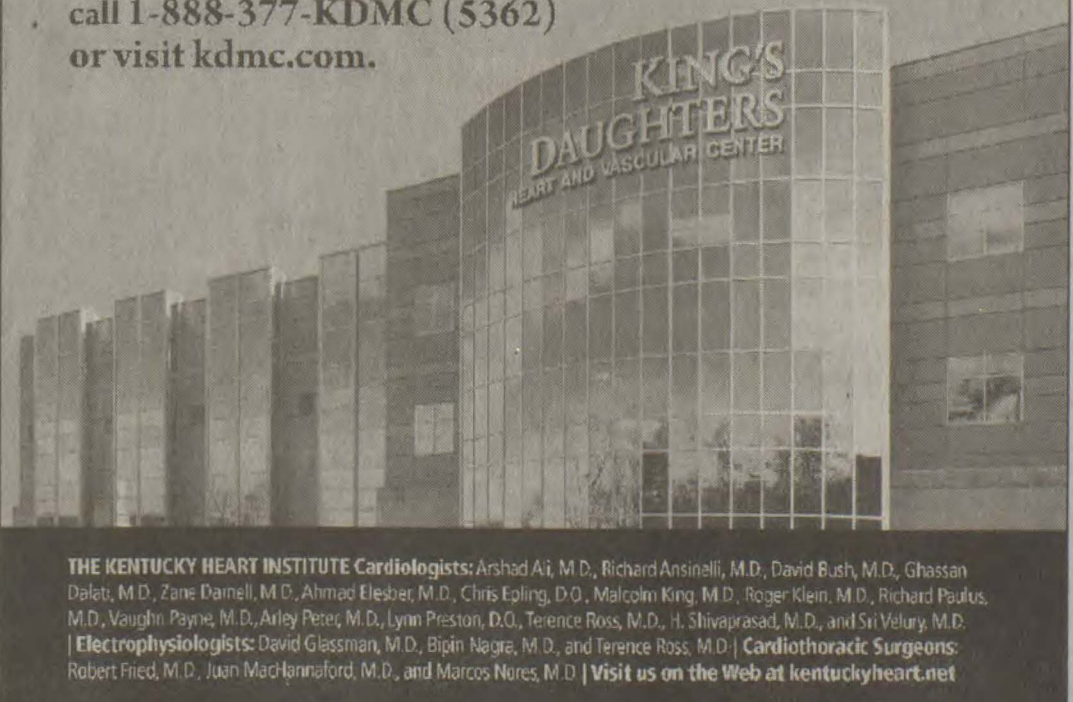 call 1-888-377-KDMC (5362)
or visit kdmc.com.
KING'S
DAUGHTERS
HEART AND VASCULAR CENTER
THE KENTUCKY HEART INSTITUTE Cardiologists: Arshad Ali, M.D., Richard Ansinelli, M.D., David Bush, M.D., Ghassan
Dalati, M.D., Zane Darnell, M.D., Ahmad Elesber, M.D., Chris Epling, D.O., Malcolm King, M.D., Roger Klein, M.D., Richard Paulus,
M.D., Vaughn Payne, M.D., Arley Peter, M.D., Lynn Preston, D.O., Terence Ross, M.D., H. Shivaprasad, M.D., and Sri Velury, M.D.
| Electrophysiologists: David Glassman, M.D., Bipin Nagra, M.D., and Terence Ross, M.D. | Cardiothoracic Surgeons:
Robert Fried, M.D., Juan MacHannaford, M.D., and Marcos Nores, M.D. | Visit us on the Web at kentuckyheart.net